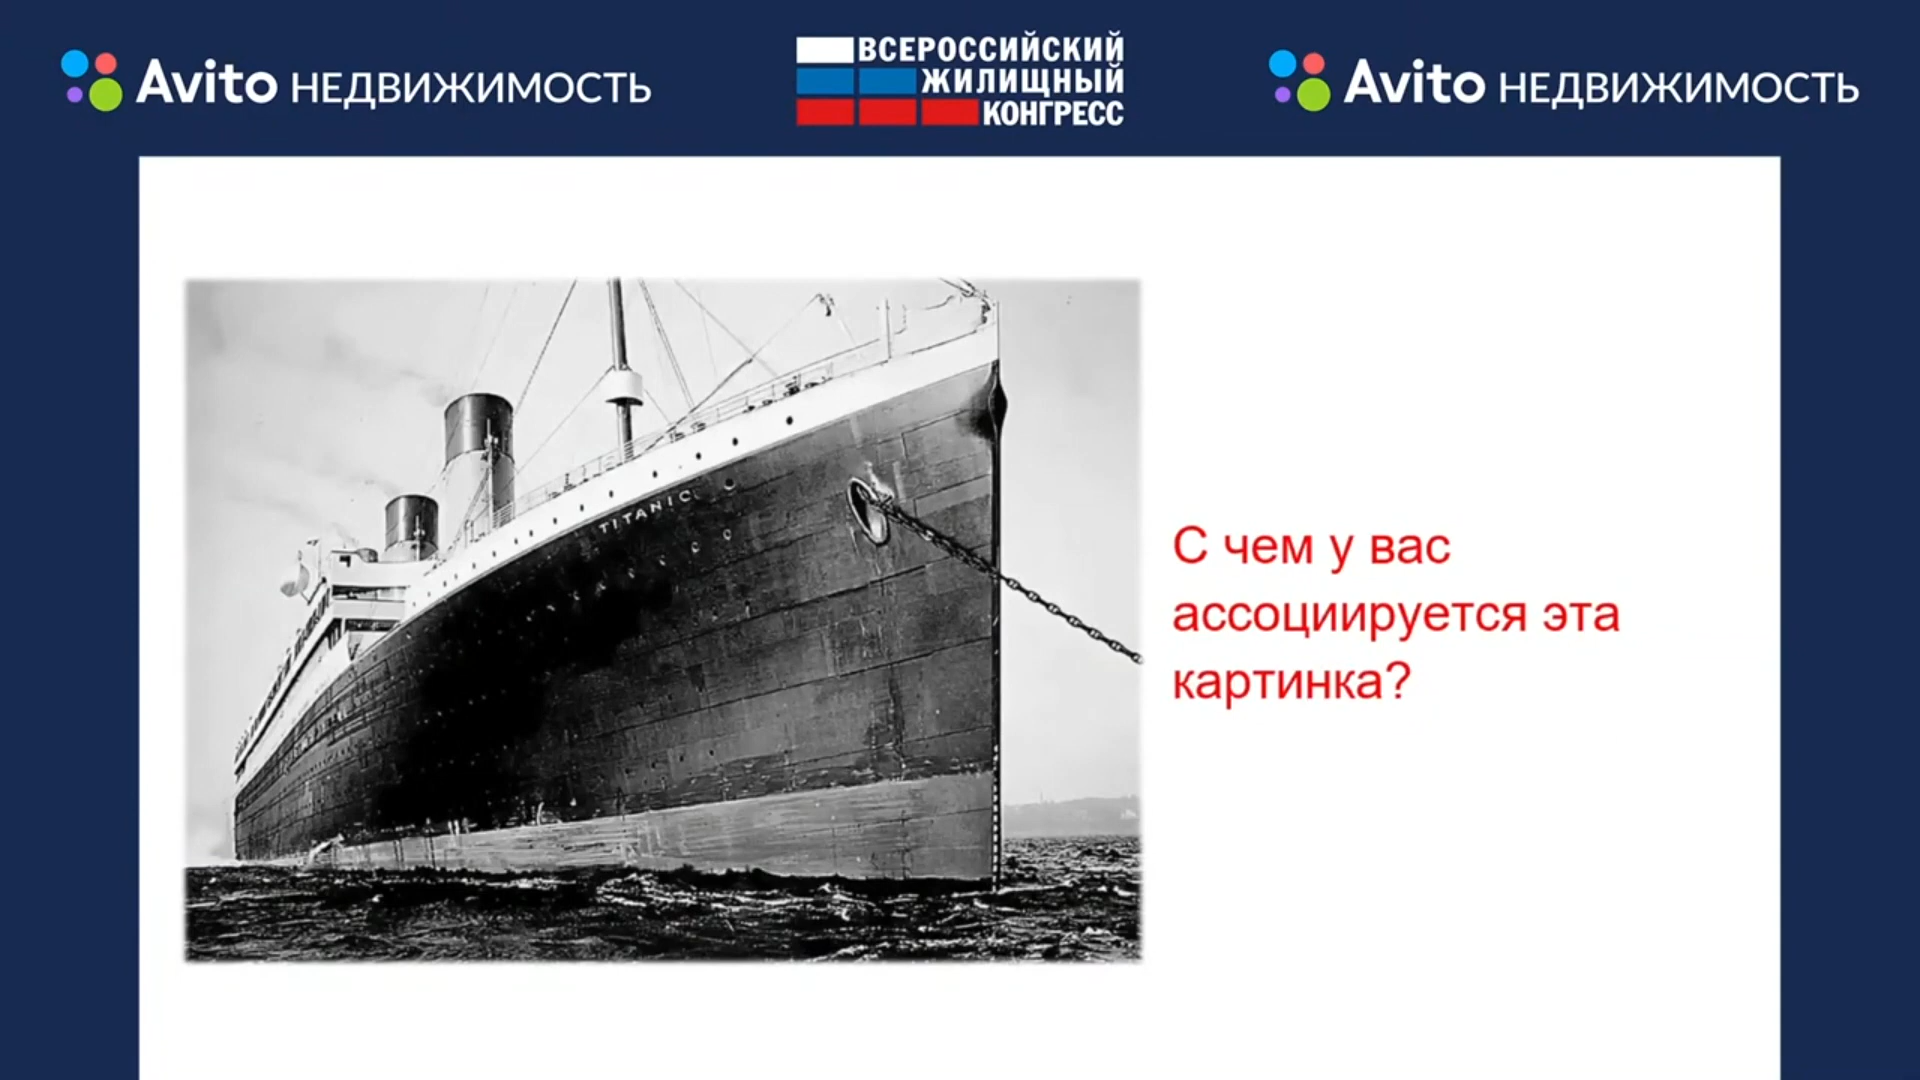 Avito НЕДВИЖИМОСТЬ
ВСЕРОССИЙСКИЙ
ЖИЛИЩНЫЙ
КОНГРЕСС
Avito НЕДВИЖИМОСТЬ
TITANIC
С чем у вас
ассоциируется эта
картинка?